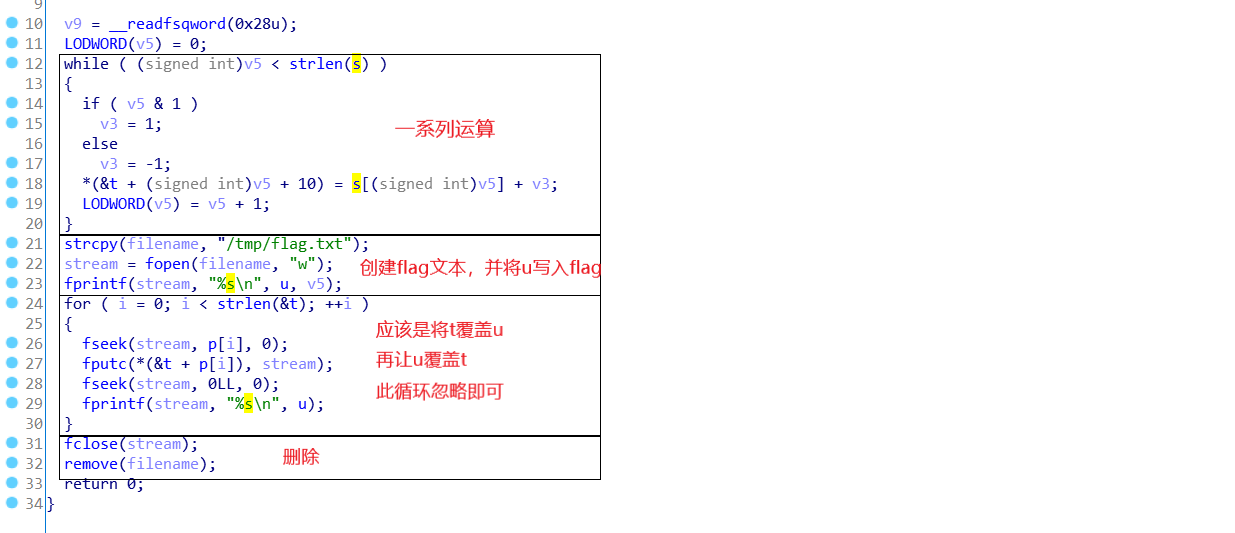 9
10 v9 = __readfsqword(0x28u);
11 LODWORD(v5) = 0;
12 while ( (signed int)v5 < strlen(s) )
13 {
14 if ( v5 & 1 )
15 v3 = 1;
一系列运算
16 else
17 v3 = -1;
18 *(&t + (signed int)v5 + 10) = s[(signed int)v5] + v3;
19 LODWORD(v5) = v5 + 1;
20 }
21 strcpy(filename, "/tmp/flag.txt");
22 stream = fopen(filename, "w");
创建flag文本，并将u写入flag
23 fprintf(stream, "%s\n", u, v5);
24 for ( i = 0; i < strlen(&t); ++i )
25 {
应该是将t覆盖u
26 fseek(stream, p[i], 0);
27 fputc(*(&t + p[i]), stream);
再让u覆盖t
28 fseek(stream, 0LL, 0);
此循环忽略即可
29 fprintf(stream, "%s\n", u);
30 }
31 fclose(stream);
32 remove(filename);
删除
33 return 0;
34 }